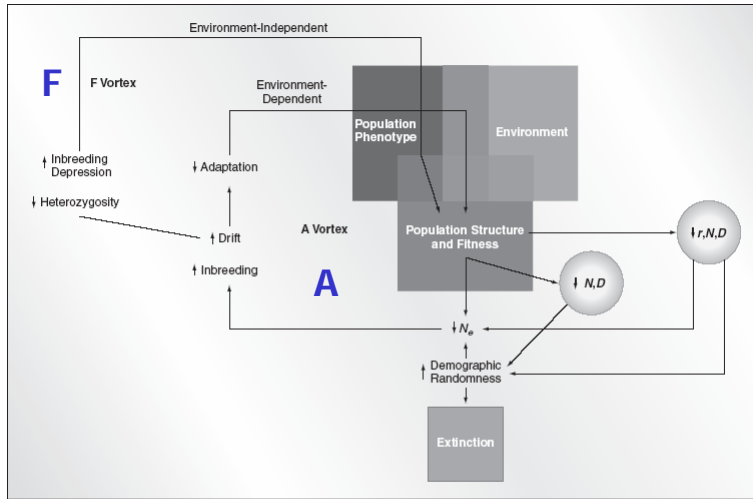 Environment-Independent
F
F Vortex
Environment-
Dependent
Population
Phenotype
Environment
↑ Inbreeding
Depression
↓ Adaptation
↓ Heterozygosity
A Vortex
Population Structure
and Fitness
↓ r,N,D
↑ Drift
↑ Inbreeding
A
↓ N,D
↓ Ne
↑ Demographic
Randomness
Extinction